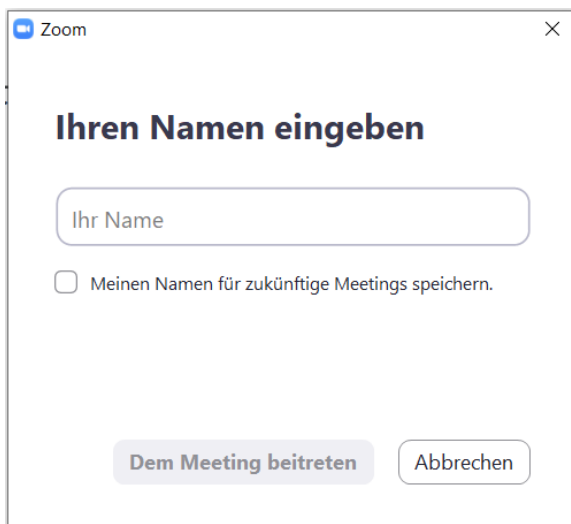 Zoom
Ihren Namen eingeben
Ihr Name
Meinen Namen für zukünftige Meetings speichern.
Dem Meeting beitreten
Abbrechen